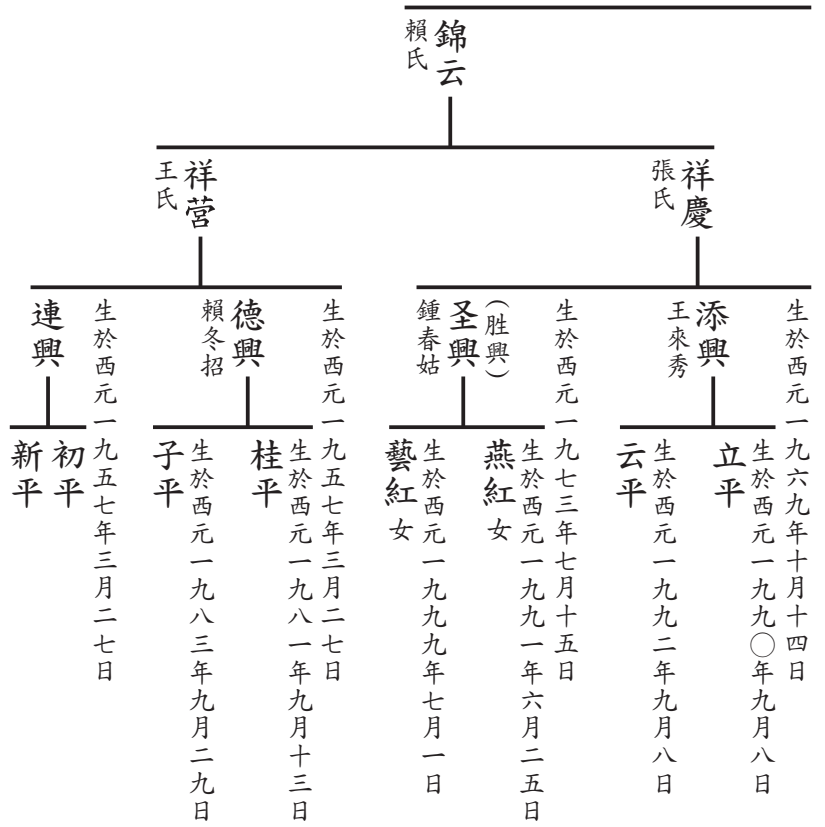 錦云
賴氏
祥慶
張氏
祥營
王氏
生於西元一九六九年十月十四日
添興
王來秀
生於西元一九七三年七月十五日
(胜興)
圣興
鍾春姑
生於西元一九五七年三月二七日
德興
賴冬招
生於西元一九五七年三月二七日
連興
生於西元一九九〇年九月八日
立平
生於西元一九九二年九月八日
云平
生於西元一九九一年六月二五日
燕紅 女
生於西元一九九九年七月一日
藝紅 女
生於西元一九八一年九月十三日
桂平
生於西元一九八三年九月二九日
子平
初平
新平